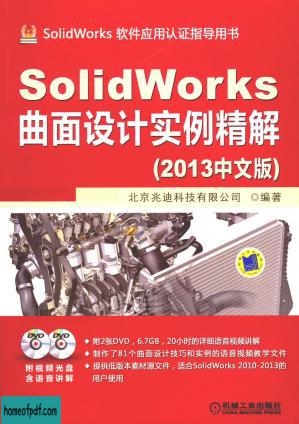 SolidWorks 软件应用认证指导用书
SolidWorks
曲面设计实例精解
(2013中文版)
北京兆迪科技有限公司 ◎ 编著
DVD DVD
附视频光盘
含语音讲解
• 附2张DVD，6.7GB，20小时的详细语音视频讲解
• 制作了81个曲面设计技巧和实例的语音视频教学文件
• 提供低版本素材源文件，适合SolidWorks 2010-2013的
用户使用
机械工业出版社
CHINA MACHINE PRESS
homeofpdf.com